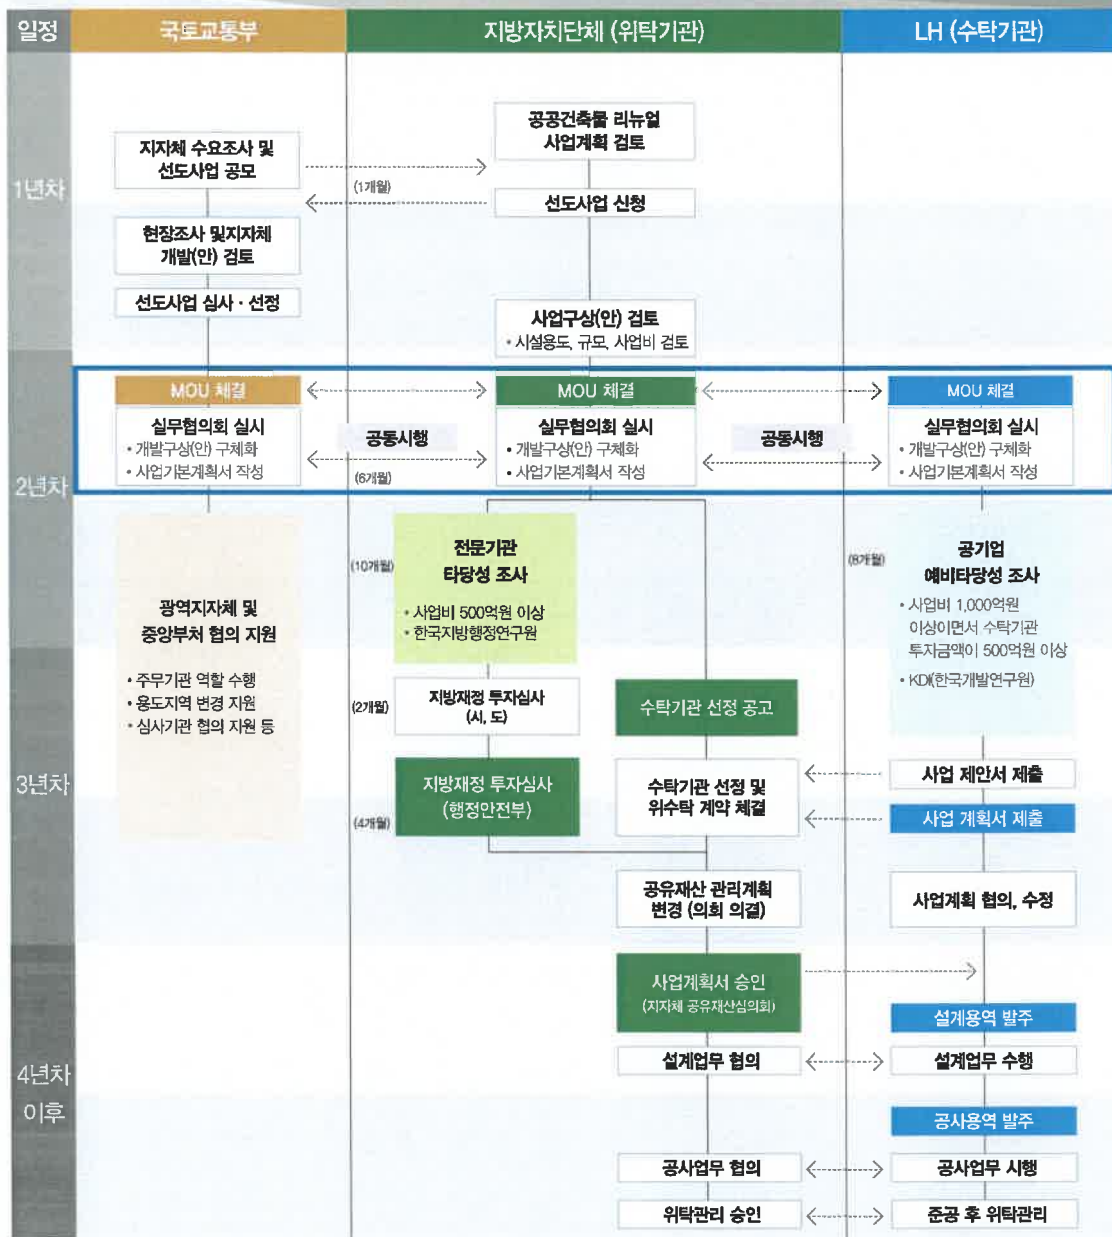 일정
국토교통부
지방자치단체 (위탁기관)
LH (수탁기관)
1년차
지자체 수요조사 및
선도사업 공모
공공건축물 리뉴얼
사업계획 검토
(1개월)
선도사업 신청
현장조사 및지자체
개발(안) 검토
선도사업 심사 · 선정
사업구상(안) 검토
• 시설용도, 규모, 사업비 검토
2년차
MOU 체결
실무협의회 실시
• 개발구상(안) 구체화
• 사업기본계획서 작성
공동시행
(6개월)
MOU 체결
실무협의회 실시
• 개발구상(안) 구체화
• 사업기본계획서 작성
공동시행
MOU 체결
실무협의회 실시
• 개발구상(안) 구체화
• 사업기본계획서 작성
광역지자체 및
중앙부처 협의 지원
• 주무기관 역할 수행
• 용도지역 변경 지원
• 심사기관 협의 지원 등
(10개월)
전문기관
타당성 조사
• 사업비 500억원 이상
• 한국지방행정연구원
(8개월)
공기업
예비타당성 조사
• 사업비 1,000억원
이상이면서 수탁기관
투자금액이 500억원 이상
• KDI(한국개발연구원)
3년차
(2개월)
지방재정 투자심사
(시, 도)
수탁기관 선정 공고
(4개월)
지방재정 투자심사
(행정안전부)
수탁기관 선정 및
위수탁 계약 체결
사업 제안서 제출
사업 계획서 제출
공유재산 관리계획
변경 (의회 의결)
사업계획 협의, 수정
4년차
이후
사업계획서 승인
(지자체 공유재산심의회)
설계용역 발주
설계업무 협의
설계업무 수행
공사용역 발주
공사업무 협의
공사업무 시행
위탁관리 승인
준공 후 위탁관리